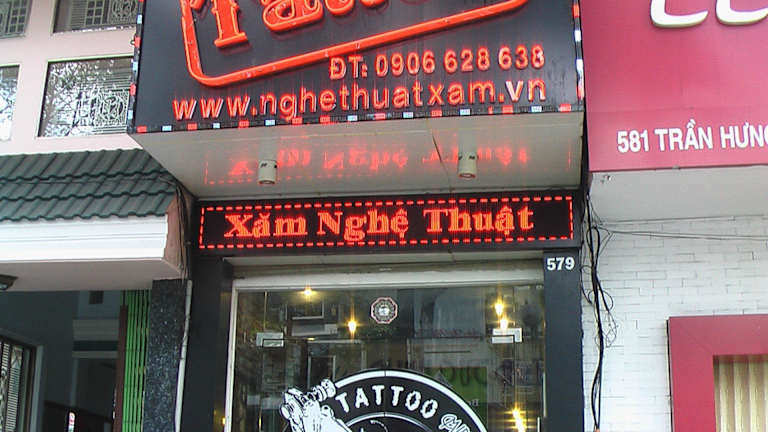 ĐT: 0906 628 638
www.nghethuatxam.vn
581 TRẦN HƯNG
Xăm Nghệ Thuật
579
TATTOO